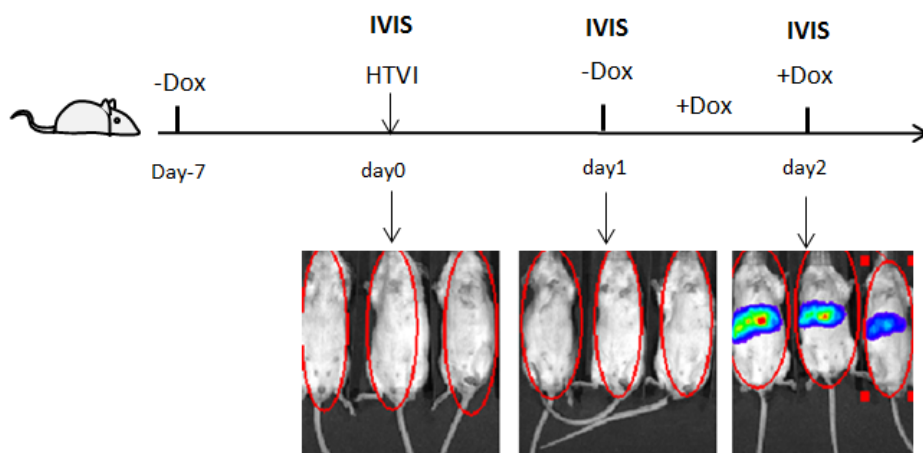 IVIS IVIS IVIS
-Dox HTVI -Dox +Dox
+Dox
Day-7 day0 day1 day2